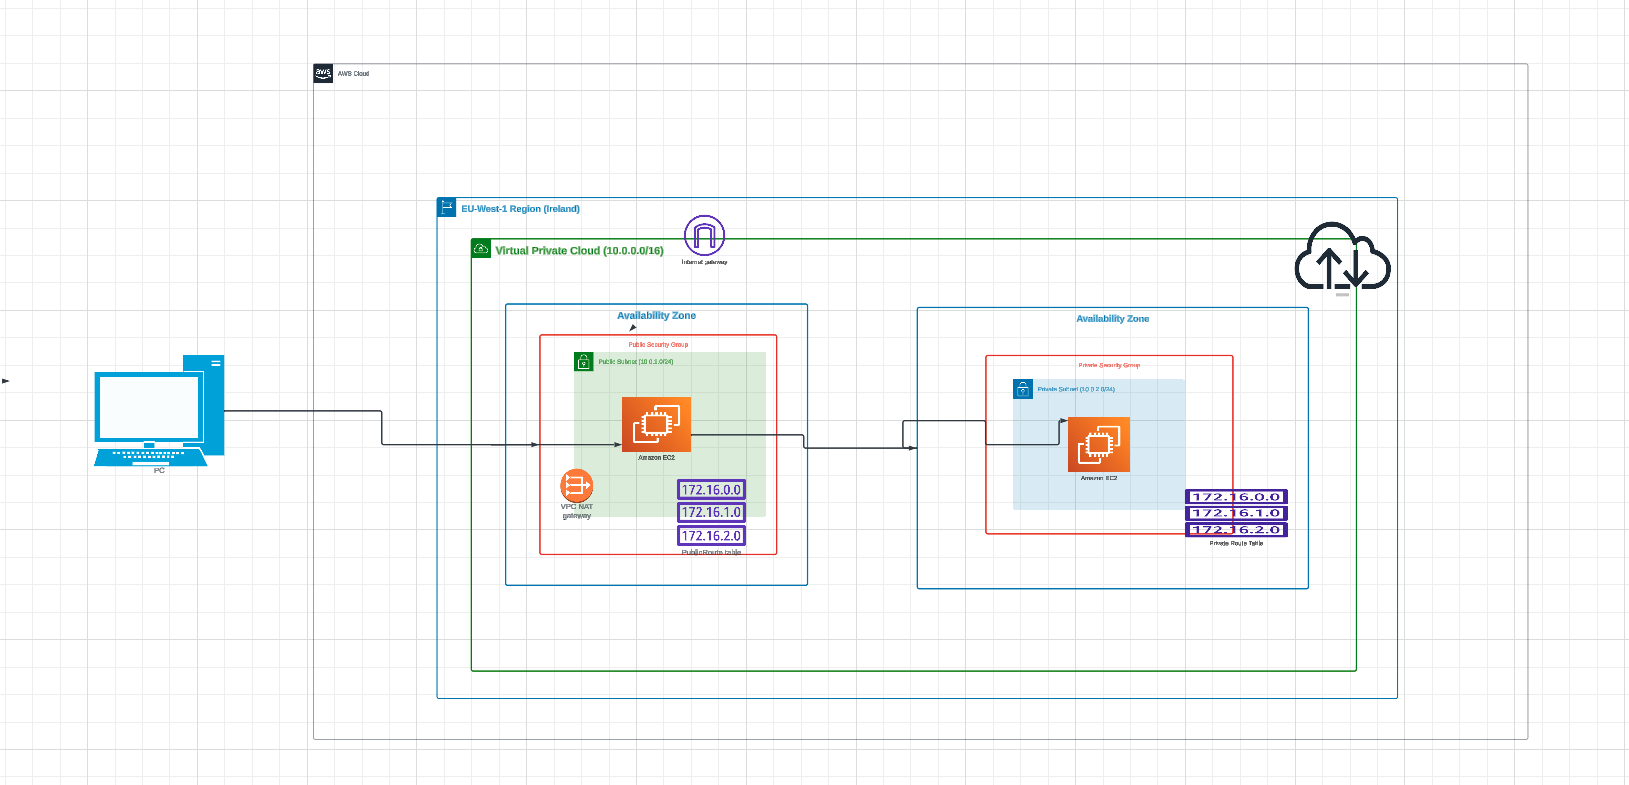 aws
AWS Cloud
EU-West-1 Region (Ireland)
Virtual Private Cloud (10.0.0.0/16)
Internet gateway
Availability Zone
Public Security Group
Public Subnet (10.0.1.0/24)
Amazon EC2
VPC NAT
gateway
172.16.0.0
172.16.1.0
172.16.2.0
Public Route table
Availability Zone
Private Security Group
Private Subnet (10.0.2.0/24)
Amazon EC2
172.16.0.0
172.16.1.0
172.16.2.0
Private Route Table
PC